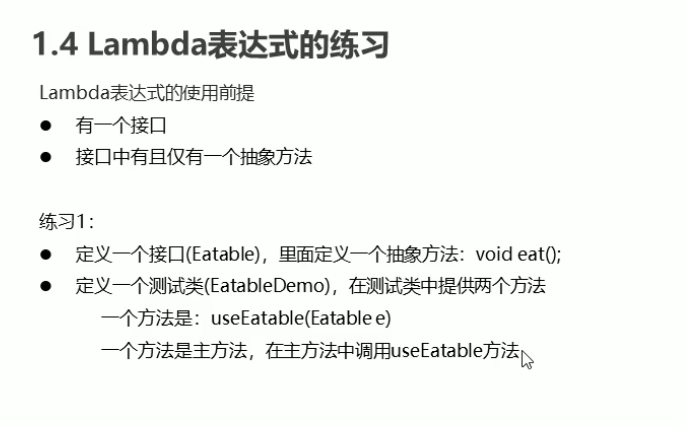 1.4 Lambda表达式的练习
Lambda表达式的使用前提
● 有一个接口
● 接口中有且仅有一个抽象方法
练习1：
● 定义一个接口(Eatable)，里面定义一个抽象方法：void eat();
● 定义一个测试类(EatableDemo)，在测试类中提供两个方法
一个方法是：useEatable(Eatable e)
一个方法是主方法，在主方法中调用useEatable方法